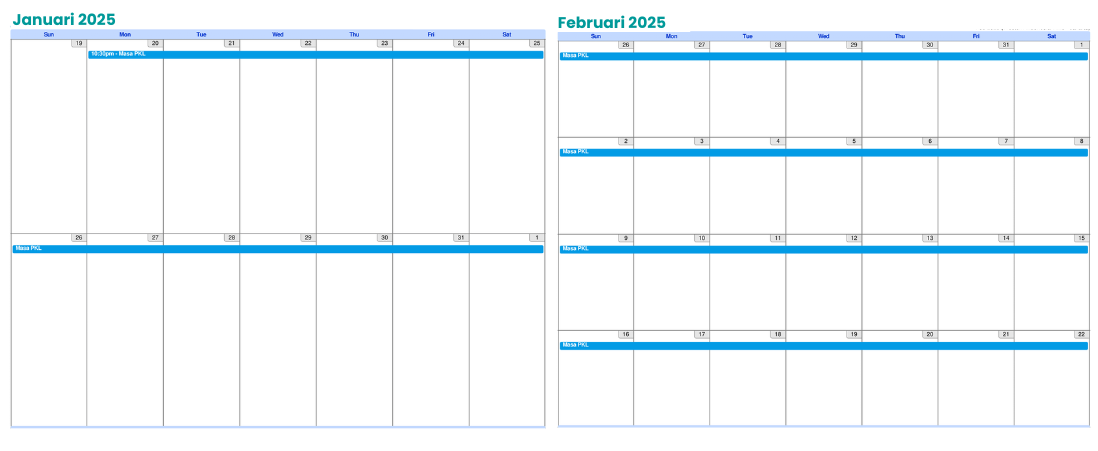 Januari 2025
Sun Mon Tue Wed Thu Fri Sat
19 20 21 22 23 24 25
10:30pm - Masa PKL
26 27 28 29 30 31 1
Masa PKL
Februari 2025
Sun Mon Tue Wed Thu Fri Sat
26 27 28 29 30 31 1
Masa PKL
2 3 4 5 6 7 8
Masa PKL
9 10 11 12 13 14 15
Masa PKL
16 17 18 19 20 21 22
Masa PKL